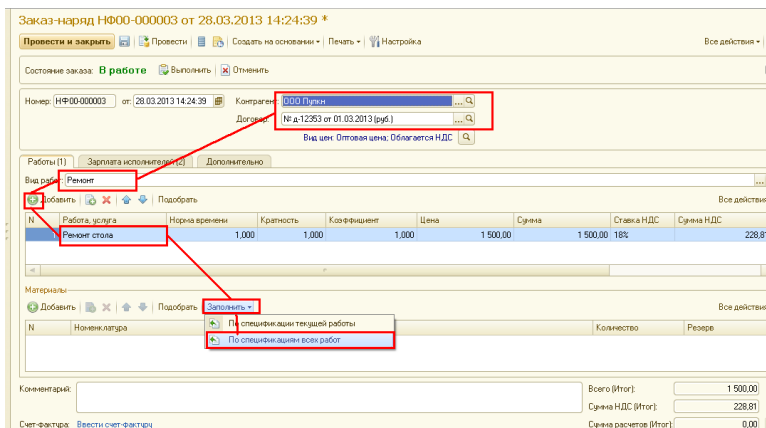 Заказ-наряд НФ00-000003 от 28.03.2013 14:24:39 *
Провести и закрыть Провести Создать на основании Печать Настройка Все действия
Состояние заказа: В работе Выполнить Отменить
Номер: НФ00-000003 от: 28.03.2013 14:24:39 Контрагент: ООО Пупкн ...
Договор: № д-12353 от 01.03.2013 (руб.) ...
Вид цен: Оптовая цена; Облагается НДС
Работы (1) Зарплата исполнителей (2) Дополнительно
Вид работ: Ремонт ...
Добавить Подобрать Все действия
N Работа, услуга Норма времени Кратность Коэффициент Цена Сумма Ставка НДС Сумма НДС
Ремонт стола 1,000 1,000 1,000 1 500,00 1 500,00 18% 228,81
Материалы
Добавить Подобрать Заполнить Все действия
По спецификации текущей работы
N Номенклатура Количество Резерв
По спецификациям всех работ
Комментарий: Всего (Итог): 1 500,00
Сумма НДС (Итог): 228,81
Счет-фактура: Ввести счет-фактуру Сумма расчетов (Итог): 0,00